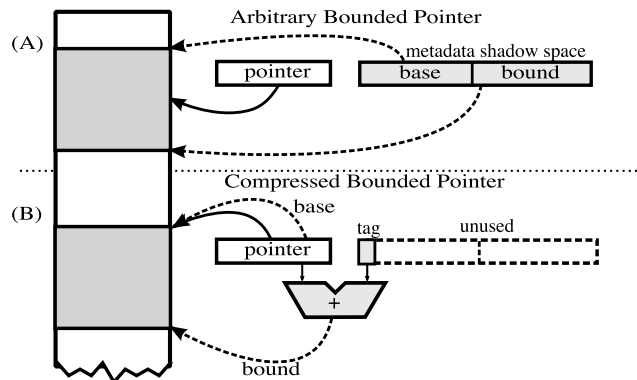 Arbitrary Bounded Pointer
(A)
metadata shadow space
pointer
base
bound
Compressed Bounded Pointer
(B)
base
tag
unused
pointer
+
bound